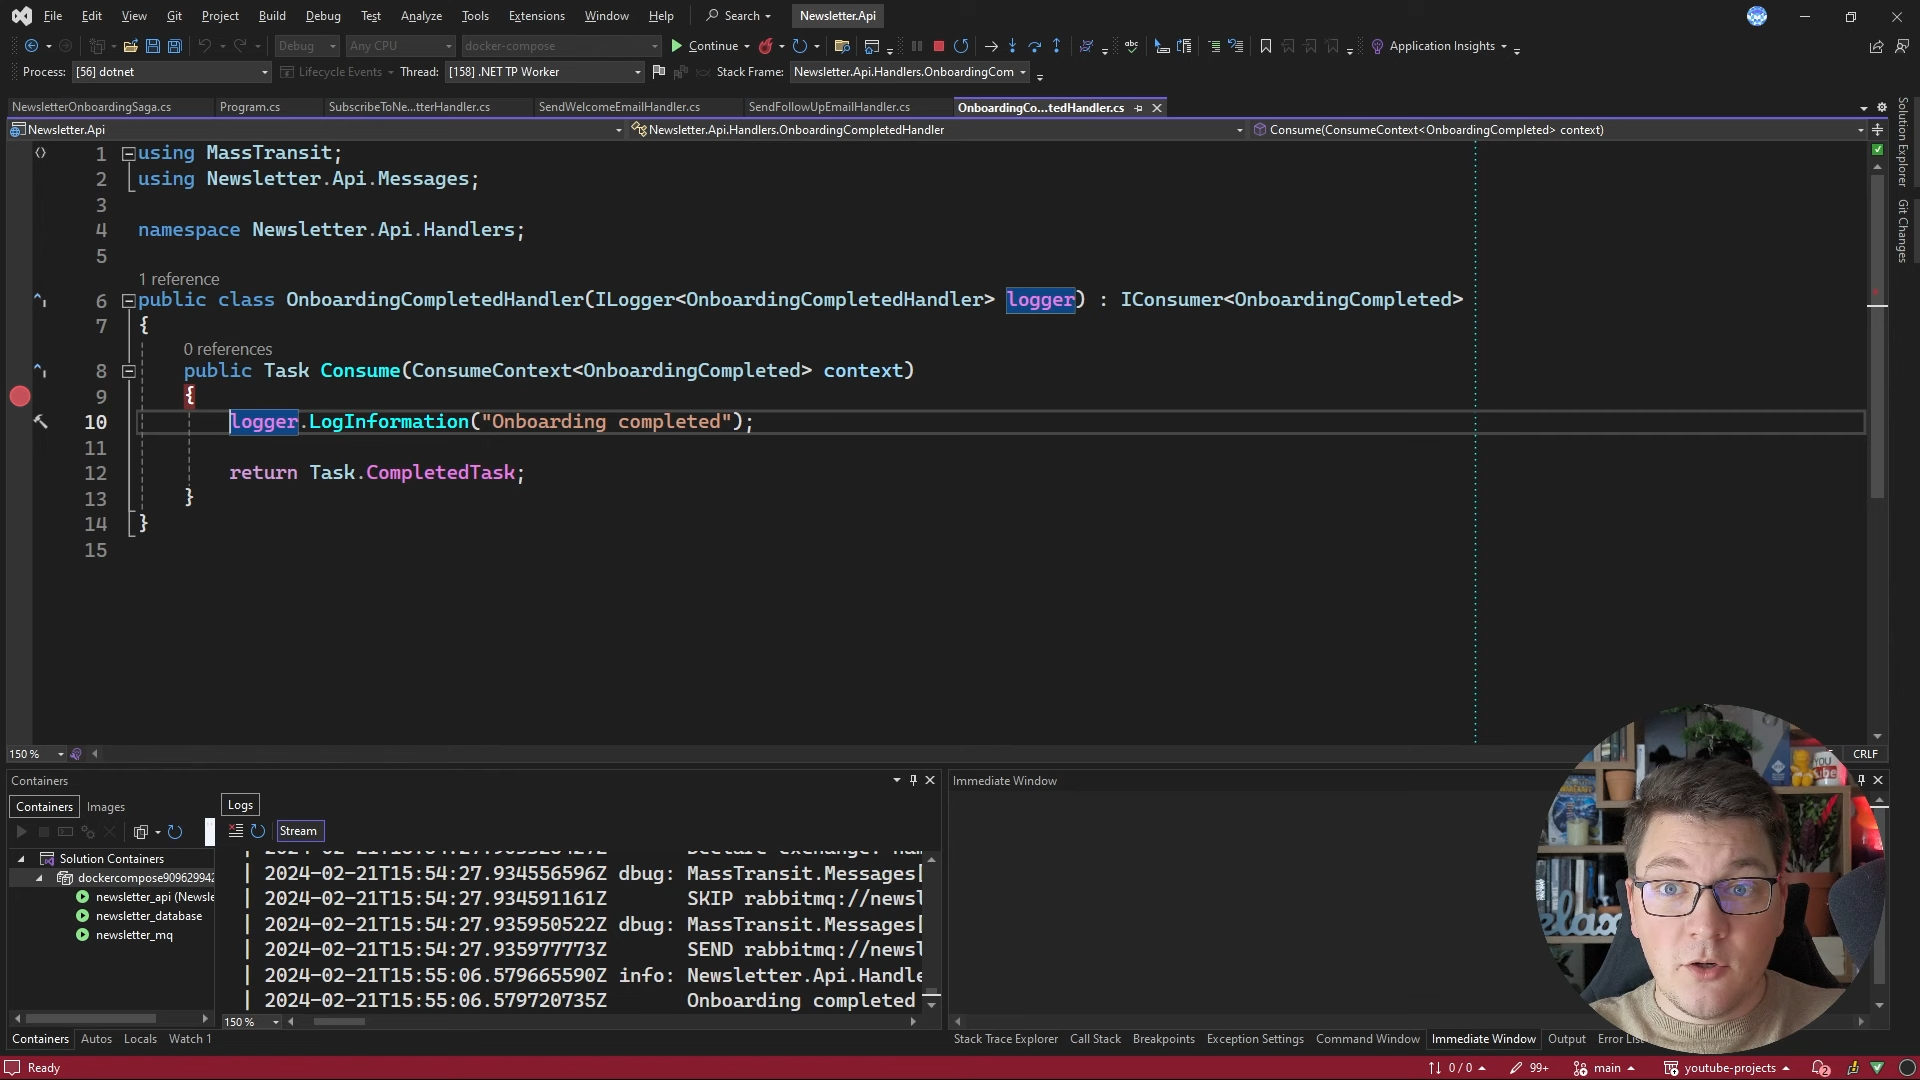 File Edit View Git Project Build Debug Test Analyze Tools Extensions Window Help Search Newsletter.Api
Debug Any CPU docker-compose Continue Application Insights
Process: [56] dotnet Lifecycle Events Thread: [158] .NET TP Worker Stack Frame: Newsletter.Api.Handlers.OnboardingCom
NewsletterOnboardingSaga.cs Program.cs SubscribeToNe...tterHandler.cs SendWelcomeEmailHandler.cs SendFollowUpEmailHandler.cs OnboardingCo...tedHandler.cs
Newsletter.Api Newsletter.Api.Handlers.OnboardingCompletedHandler Consume(ConsumeContext<OnboardingCompleted> context)
1 using MassTransit;
2 using Newsletter.Api.Messages;
3
4 namespace Newsletter.Api.Handlers;
5
1 reference
6 public class OnboardingCompletedHandler(ILogger<OnboardingCompletedHandler> logger) : IConsumer<OnboardingCompleted>
7 {
0 references
8 public Task Consume(ConsumeContext<OnboardingCompleted> context)
9 {
10 logger.LogInformation("Onboarding completed");
11
12 return Task.CompletedTask;
13 }
14 }
15
150 % CRLF
Solution Explorer
Git Changes
Containers
Containers Images
Solution Containers
dockercompose909629942
newsletter_api (Newsle
newsletter_database
newsletter_mq
Logs
Stream
| 2024-02-21T15:54:27.934556596Z dbug: MassTransit.Messages[
| 2024-02-21T15:54:27.934591161Z SKIP rabbitmq://newsl
| 2024-02-21T15:54:27.935950522Z dbug: MassTransit.Messages[
| 2024-02-21T15:54:27.935977773Z SEND rabbitmq://newsl
| 2024-02-21T15:55:06.579665590Z info: Newsletter.Api.Handle
| 2024-02-21T15:55:06.579720735Z Onboarding completed
150 %
Immediate Window
Containers Autos Locals Watch 1
Stack Trace Explorer Call Stack Breakpoints Exception Settings Command Window Immediate Window Output Error Lis
Ready 0 / 0 99+ main youtube-projects 2